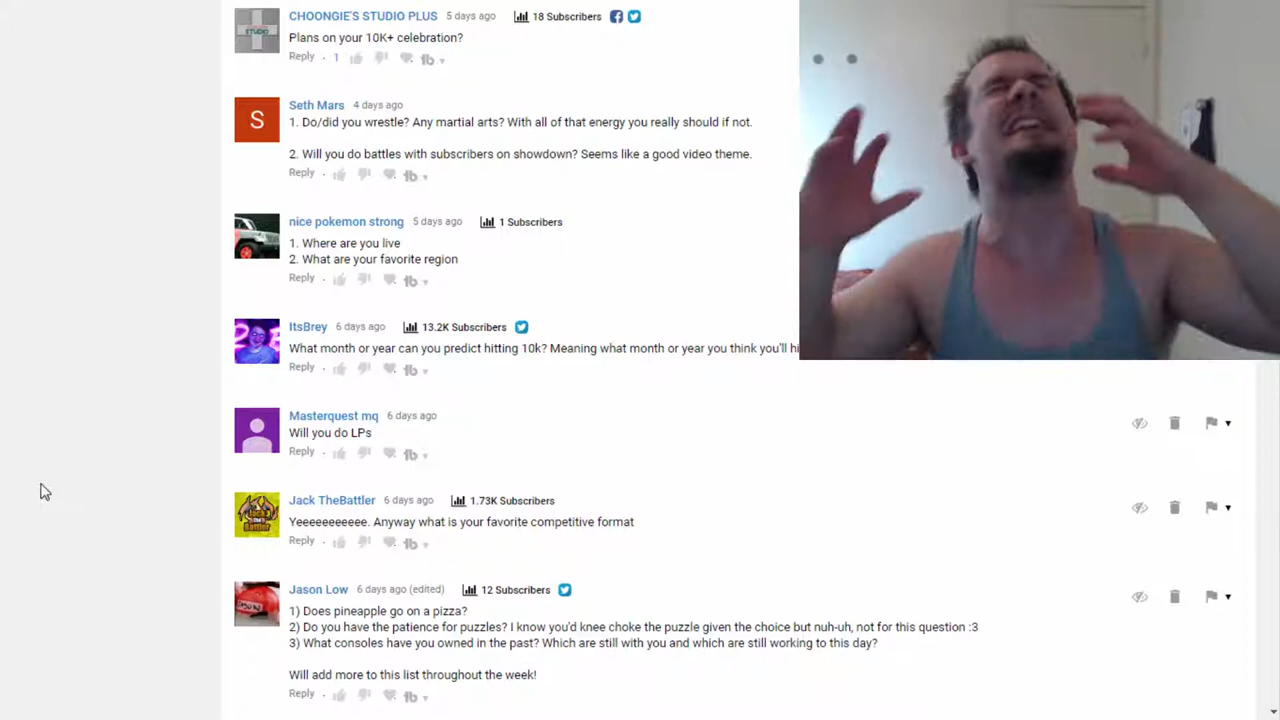 CHOONGIE'S STUDIO PLUS 5 days ago 18 Subscribers
Plans on your 10K+ celebration?
Reply · 1
S
Seth Mars 4 days ago
1. Do/did you wrestle? Any martial arts? With all of that energy you really should if not.
2. Will you do battles with subscribers on showdown? Seems like a good video theme.
Reply ·
nice pokemon strong 5 days ago 1 Subscribers
1. Where are you live
2. What are your favorite region
Reply ·
ItsBrey 6 days ago 13.2K Subscribers
What month or year can you predict hitting 10k? Meaning what month or year you think you'll hi
Reply ·
Masterquest mq 6 days ago
Will you do LPs
Reply ·
Jack TheBattler 6 days ago 1.73K Subscribers
Yeeeeeeeeeee. Anyway what is your favorite competitive format
Reply ·
Jason Low 6 days ago (edited) 12 Subscribers
1) Does pineapple go on a pizza?
2) Do you have the patience for puzzles? I know you'd knee choke the puzzle given the choice but nuh-uh, not for this question :3
3) What consoles have you owned in the past? Which are still with you and which are still working to this day?
Will add more to this list throughout the week!
Reply ·